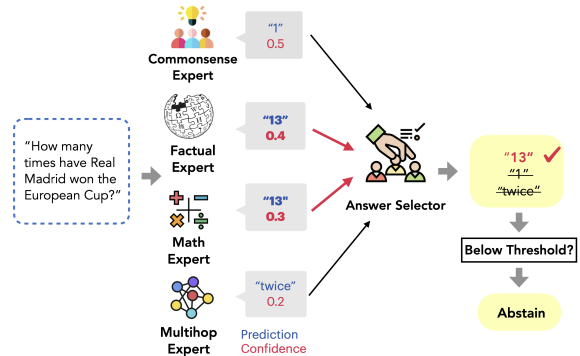 "How many
times have Real
Madrid won the
European Cup?"
Commonsense
Expert
"1"
0.5
Factual
Expert
"13"
0.4
Math
Expert
"13"
0.3
Multihop
Expert
"twice"
0.2
Prediction
Confidence
Answer Selector
"13"
"1"
"twice"
Below Threshold?
Abstain